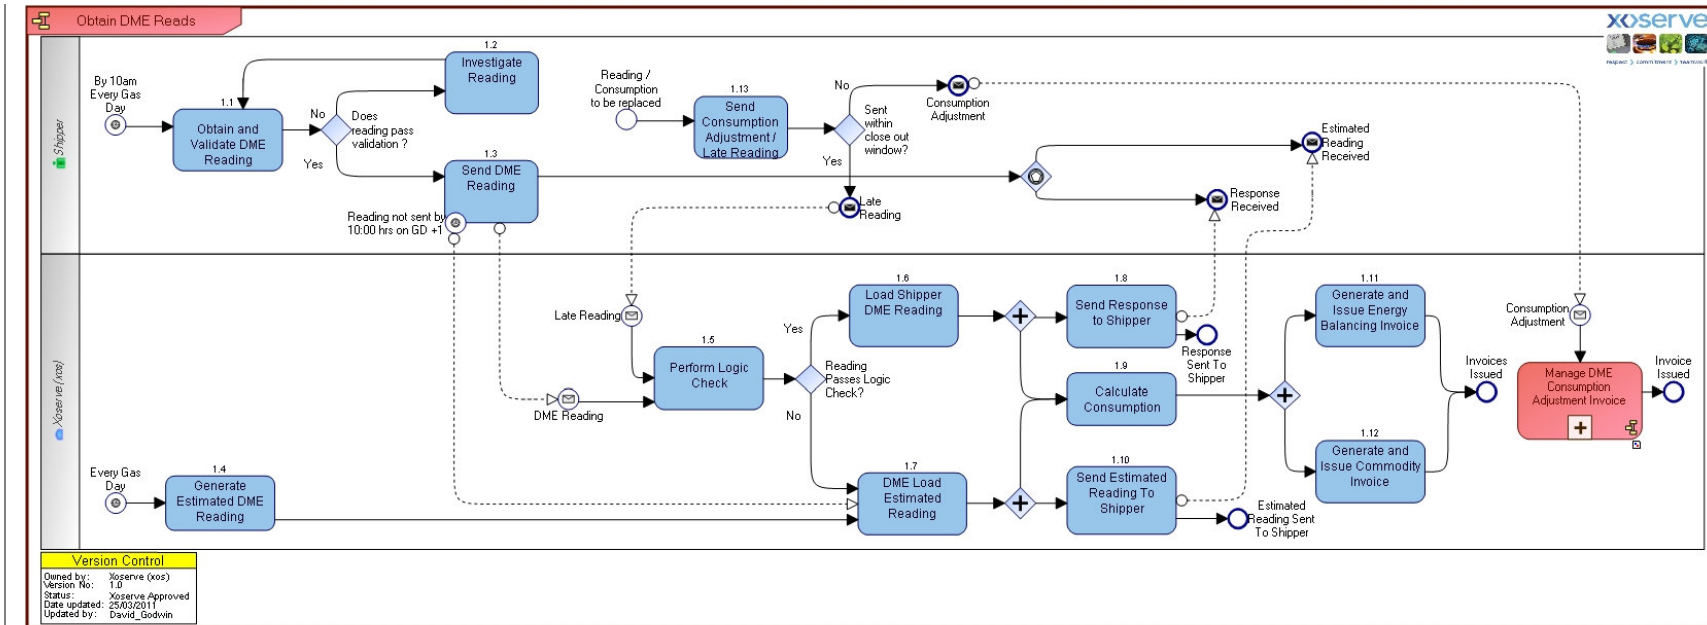 Obtain DME Reads
xoserve
respect > commitment > teamwork
Shipper
By 10am
Every Gas
Day
1.1
Obtain and
Validate DME
Reading
No
Does
reading pass
validation ?
Yes
1.2
Investigate
Reading
1.3
Send DME
Reading
Reading not sent by
10:00 hrs on GD +1
Reading /
Consumption
to be replaced
1.13
Send
Consumption
Adjustment /
Late Reading
No
Sent
within
close out
window?
Yes
Consumption
Adjustment
Late
Reading
Estimated
Reading
Received
Response
Received
Xoserve (xos)
Late Reading
DME Reading
1.5
Perform Logic
Check
Yes
Reading
Passes Logic
Check?
No
1.6
Load Shipper
DME Reading
1.8
Send Response
to Shipper
Response
Sent To
Shipper
1.9
Calculate
Consumption
1.11
Generate and
Issue Energy
Balancing Invoice
Invoices
Issued
Consumption
Adjustment
Manage DME
Consumption
Adjustment Invoice
Invoice
Issued
Every Gas
Day
1.4
Generate
Estimated DME
Reading
1.7
DME Load
Estimated
Reading
1.10
Send Estimated
Reading To
Shipper
Estimated
Reading Sent
To Shipper
1.12
Generate and
Issue Commodity
Invoice
Version Control
Owned by: Xoserve (xos)
Version No: 1.0
Status: Xoserve Approved
Date updated: 25/03/2011
Updated by: David_Godwin